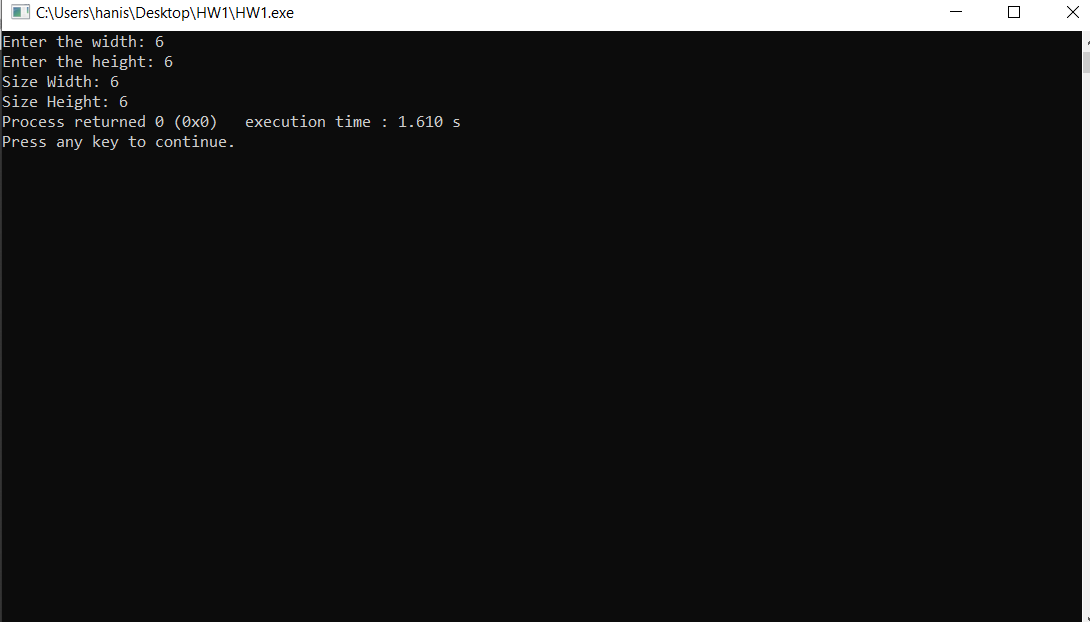 C:\Users\hanis\Desktop\HW1\HW1.exe
Enter the width: 6
Enter the height: 6
Size Width: 6
Size Height: 6
Process returned 0 (0x0)   execution time : 1.610 s
Press any key to continue.